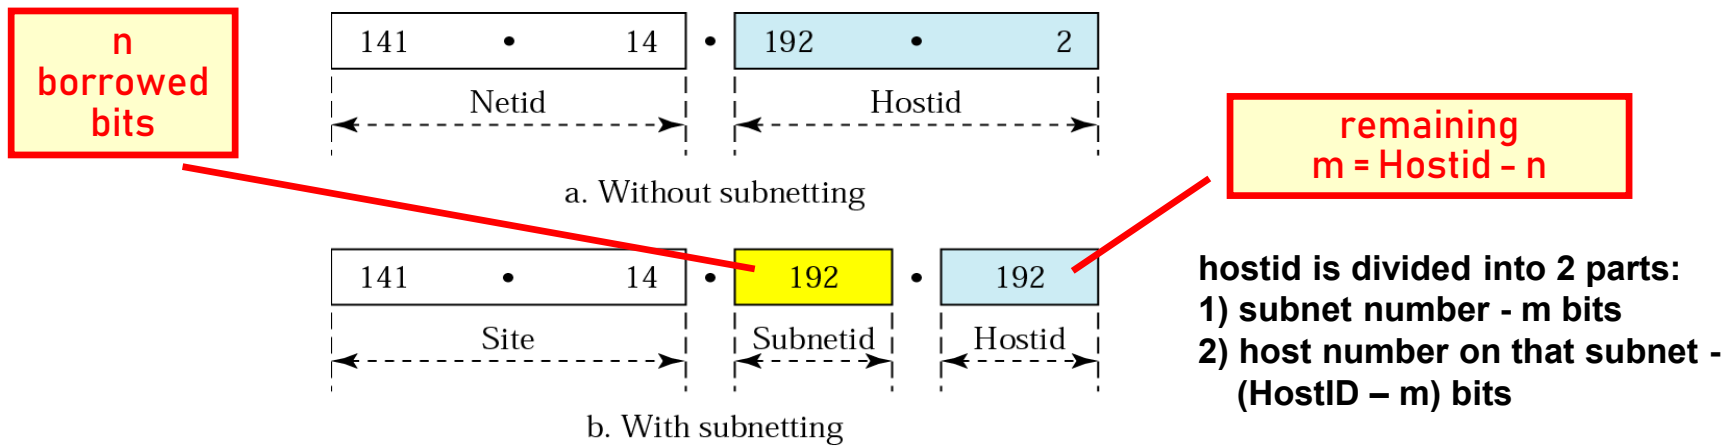 n
borrowed
bits
141 • 14 • 192 • 2
Netid Hostid
a. Without subnetting
remaining
m = Hostid - n
141 • 14 • 192 • 192
Site Subnetid Hostid
b. With subnetting
hostid is divided into 2 parts:
1) subnet number - m bits
2) host number on that subnet -
(HostID – m) bits